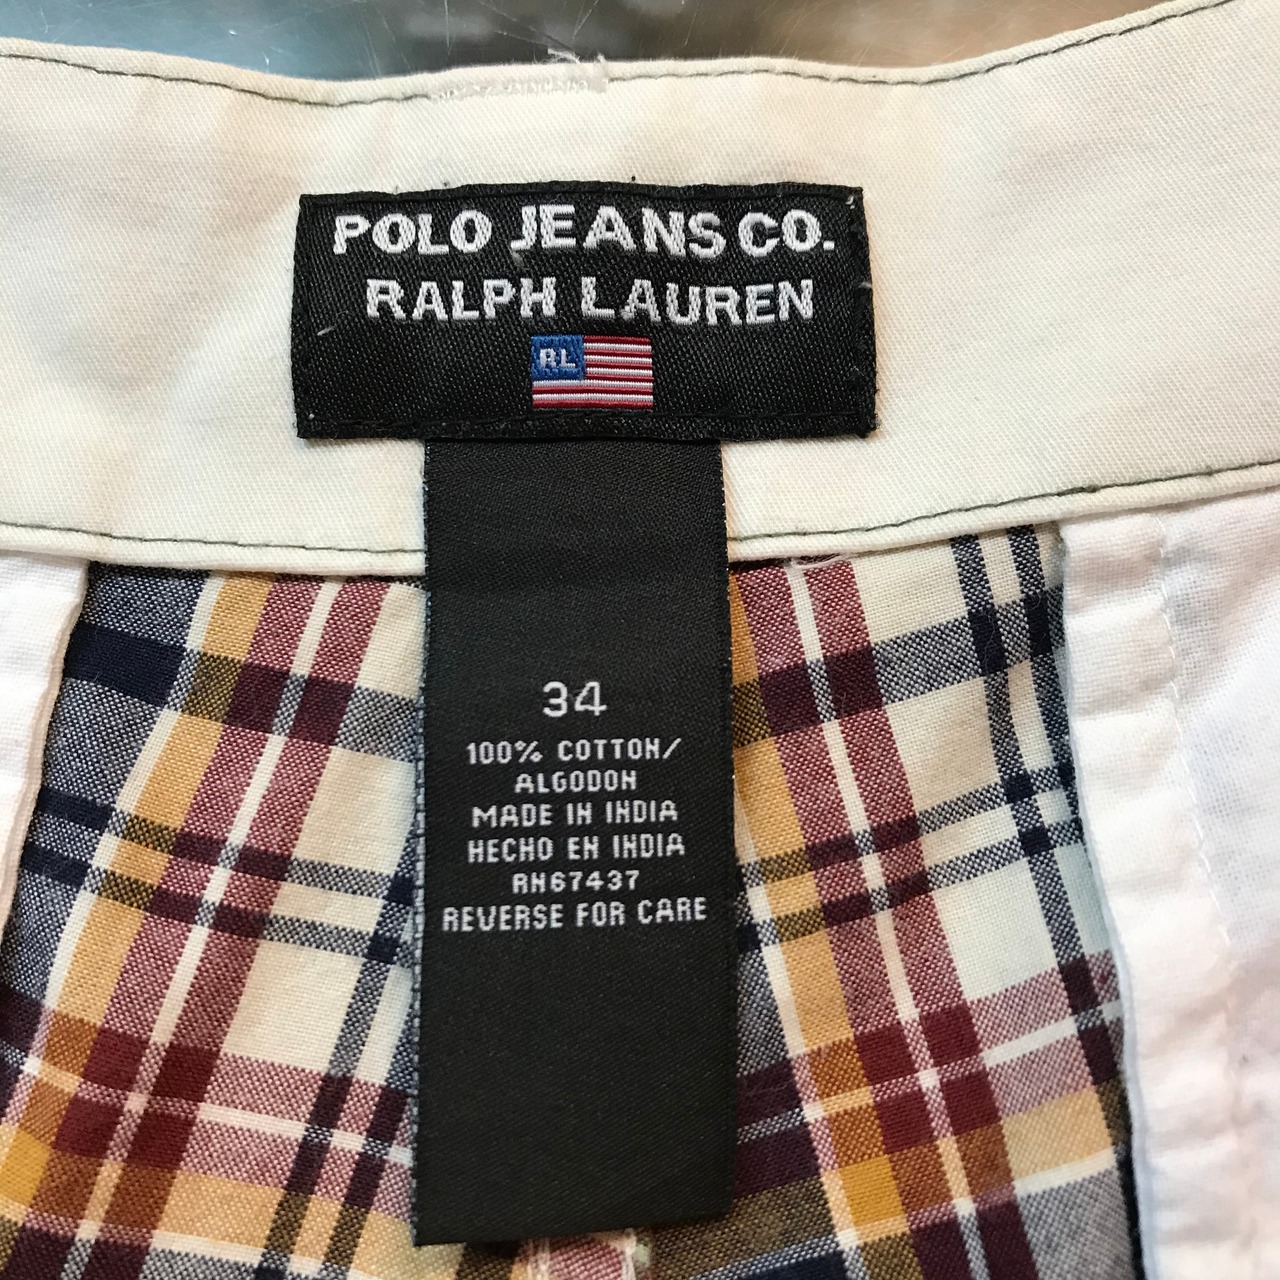 POLO JEANS CO.
RALPH LAUREN
RL
34
100% COTTON/
ALGODON
MADE IN INDIA
HECHO EN INDIA
RN67437
REVERSE FOR CARE